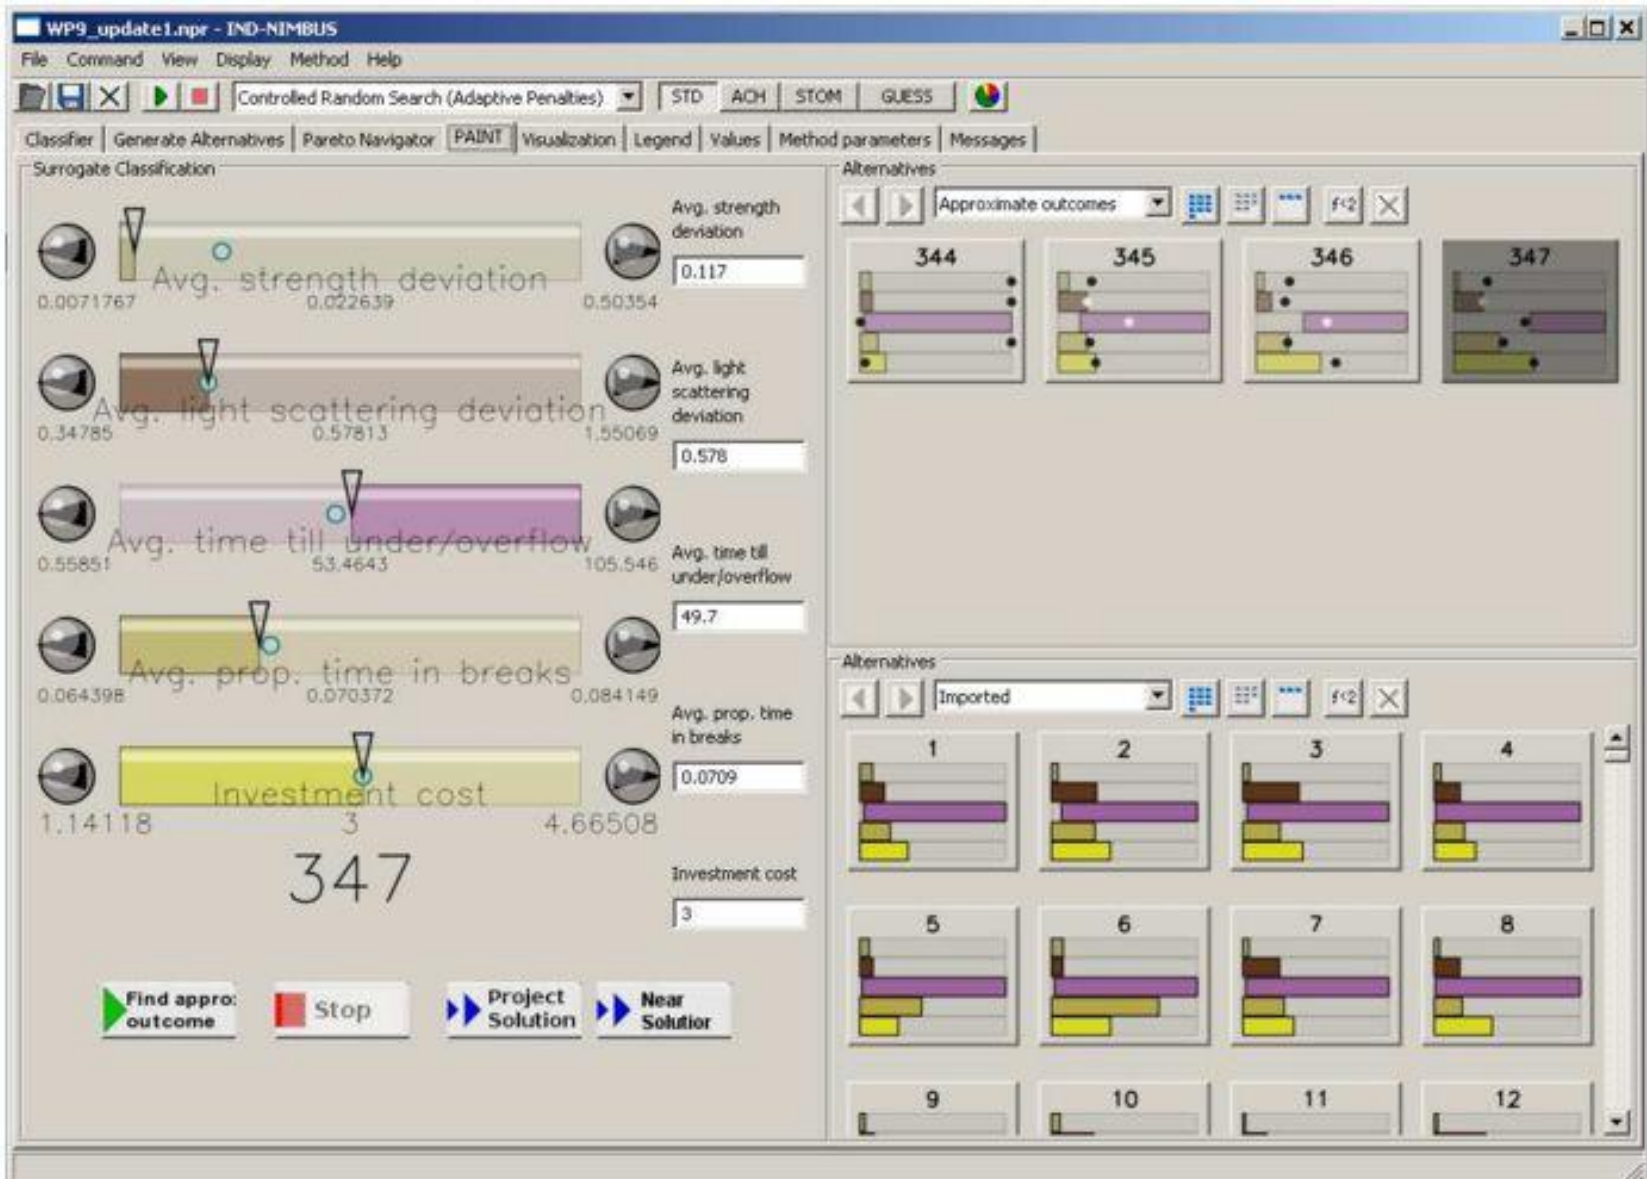 WP9_update1.npr - IND-NIMBUS
File Command View Display Method Help
Controlled Random Search (Adaptive Penalties) STD ACH STOM GUESS
Classifier Generate Alternatives Pareto Navigator PAINT Visualization Legend Values Method parameters Messages
Surrogate Classification
Avg. strength deviation
0.0071767 0.022639 0.50354
Avg. light scattering deviation
0.34785 0.57813 1.55069
Avg. time till under/overflow
0.55851 53.4643 105.546
Avg. prop. time in breaks
0.064398 0.070372 0.084149
Investment cost
1.14118 3 4.66508
347
Avg. strength
deviation
0.117
Avg. light
scattering
deviation
0.578
Avg. time till
under/overflow
49.7
Avg. prop. time
in breaks
0.0709
Investment cost
3
Find appro:
outcome
Stop
Project
Solution
Near
Solutior
Alternatives
Approximate outcomes f<2
344 345 346 347
Alternatives
Imported f<2
1 2 3 4
5 6 7 8
9 10 11 12